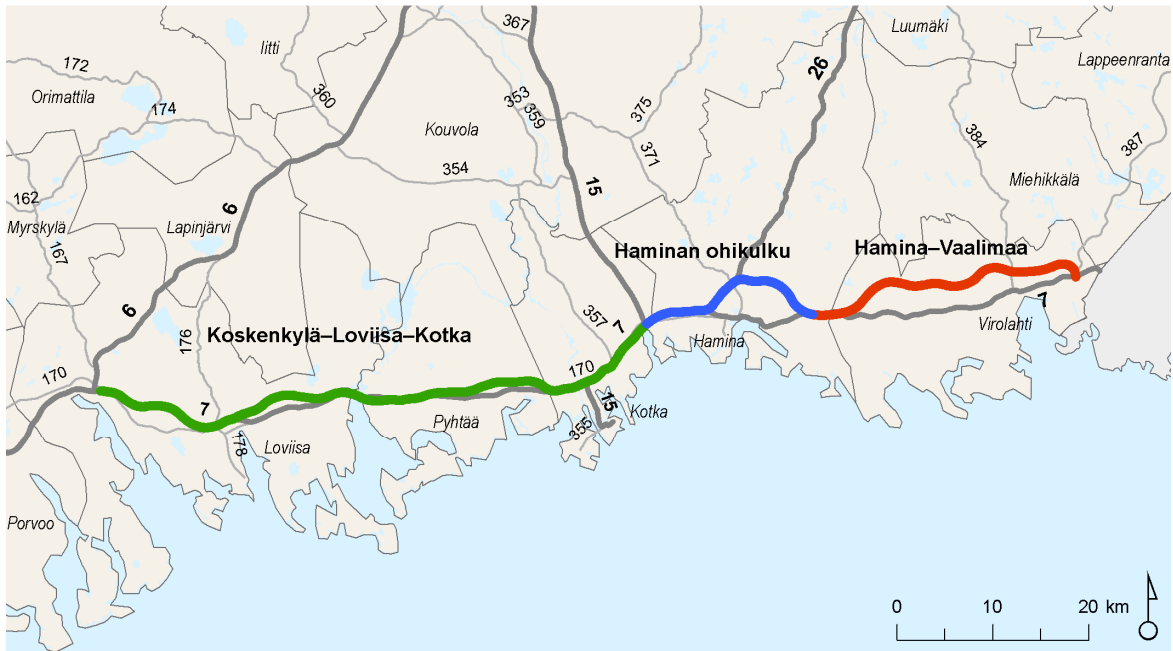 367
Luumäki
Iitti
172
26
Lappeenranta
Orimattila
174
360
353
359
375
Kouvola
371
384
387
354
15
Miehikkälä
162
6
Myrskylä
Lapinjärvi
167
Haminan ohikulku
Hamina–Vaalimaa
6
7
357
7
Virolahti
176
Koskenkylä–Loviisa–Kotka
Hamina
170
170
7
15
Kotka
Pyhtää
355
178
Loviisa
Porvoo
0 10 20 km